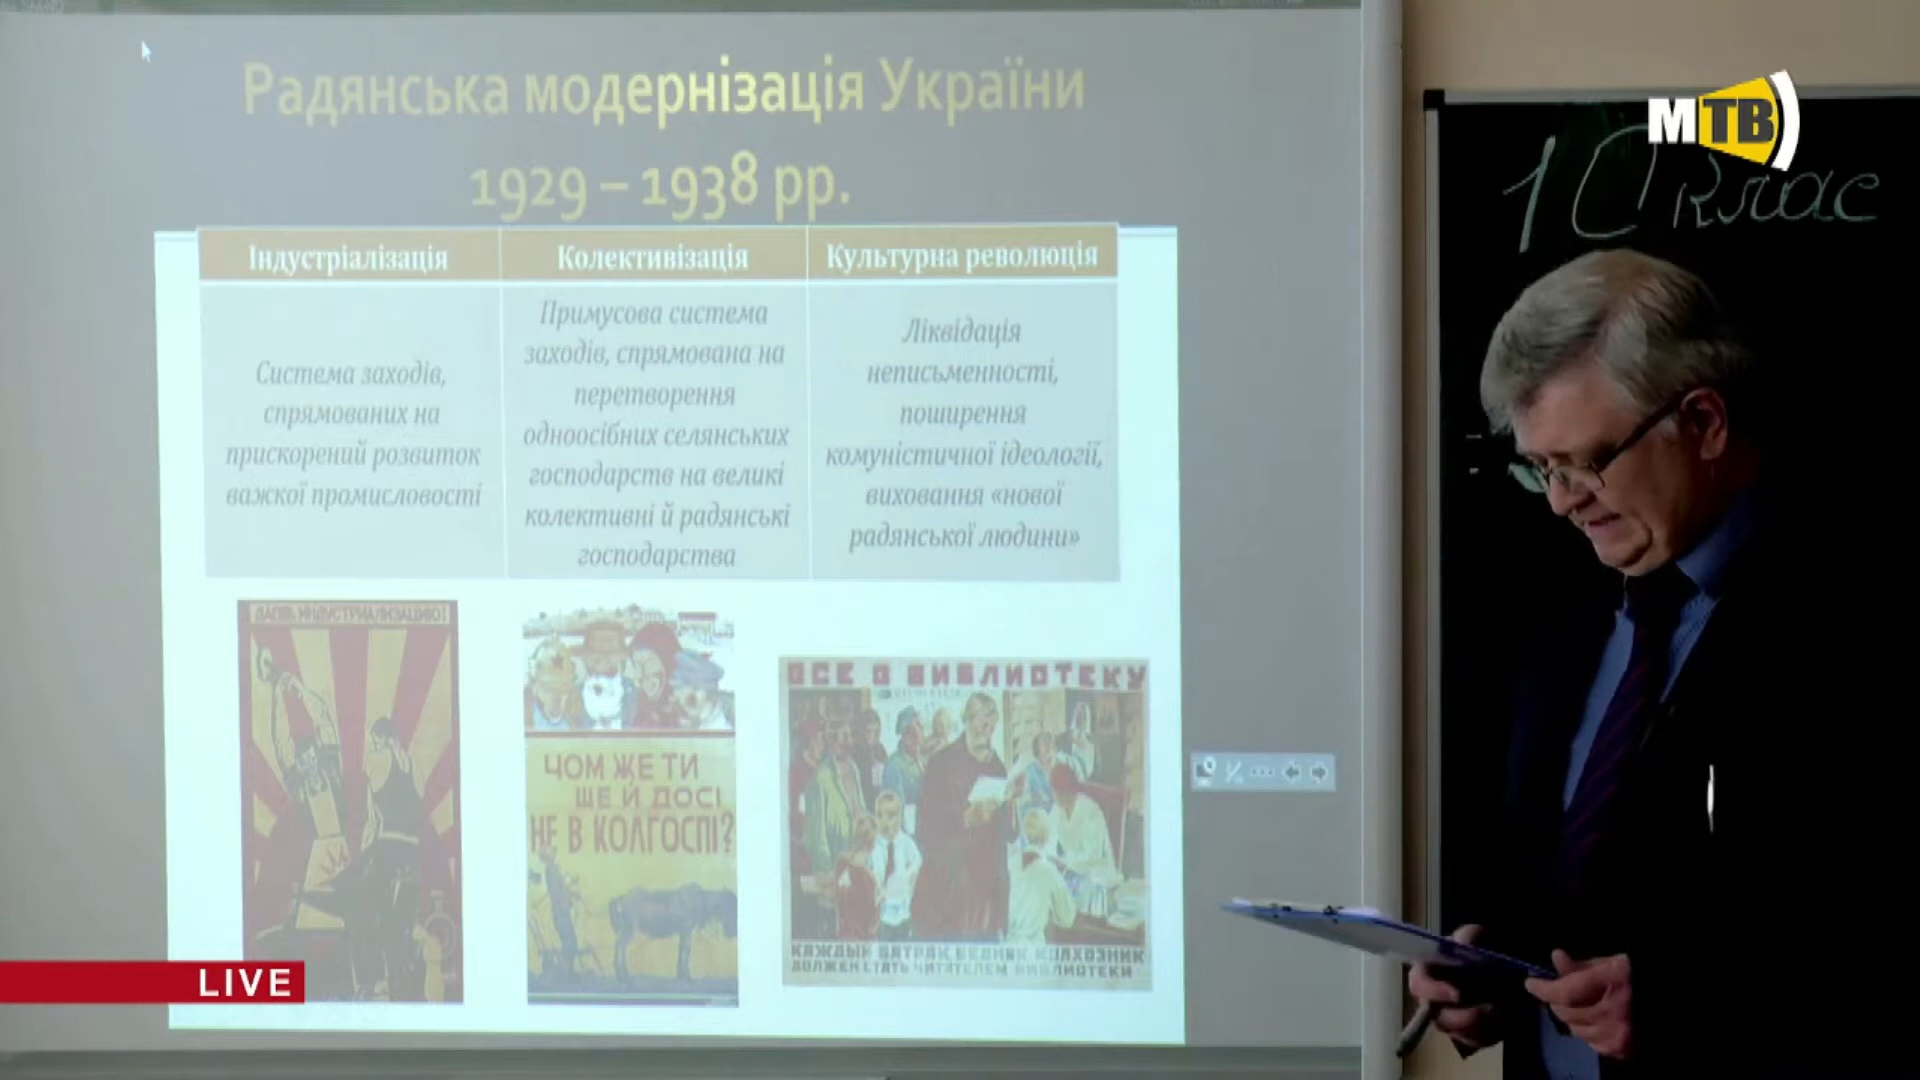 Радянська модернізація України
1929 – 1938 рр.
Індустріалізація
Система заходів,
спрямованих на
прискорений розвиток
важкої промисловості
Колективізація
Примусова система
заходів, спрямована на
перетворення
одноосібних селянських
господарств на великі
колективні й радянські
господарства
Культурна революція
Ліквідація
неписьменності,
поширення
комуністичної ідеології,
виховання «нової
радянської людини»
ДАЕШЬ ИНДУСТРИАЛИЗАЦИЮ!
ЧОМ ЖЕ ТИ
ЩЕ Й ДОСІ
НЕ В КОЛГОСПІ?
ВСЕ В БИБЛИОТЕКУ
КАЖДЫЙ БАТРАК БЕДНЯК КОЛХОЗНИК
ДОЛЖЕН СТАТЬ ЧИТАТЕЛЕМ БИБЛИОТЕКИ
МТВ
10 клас
LIVE